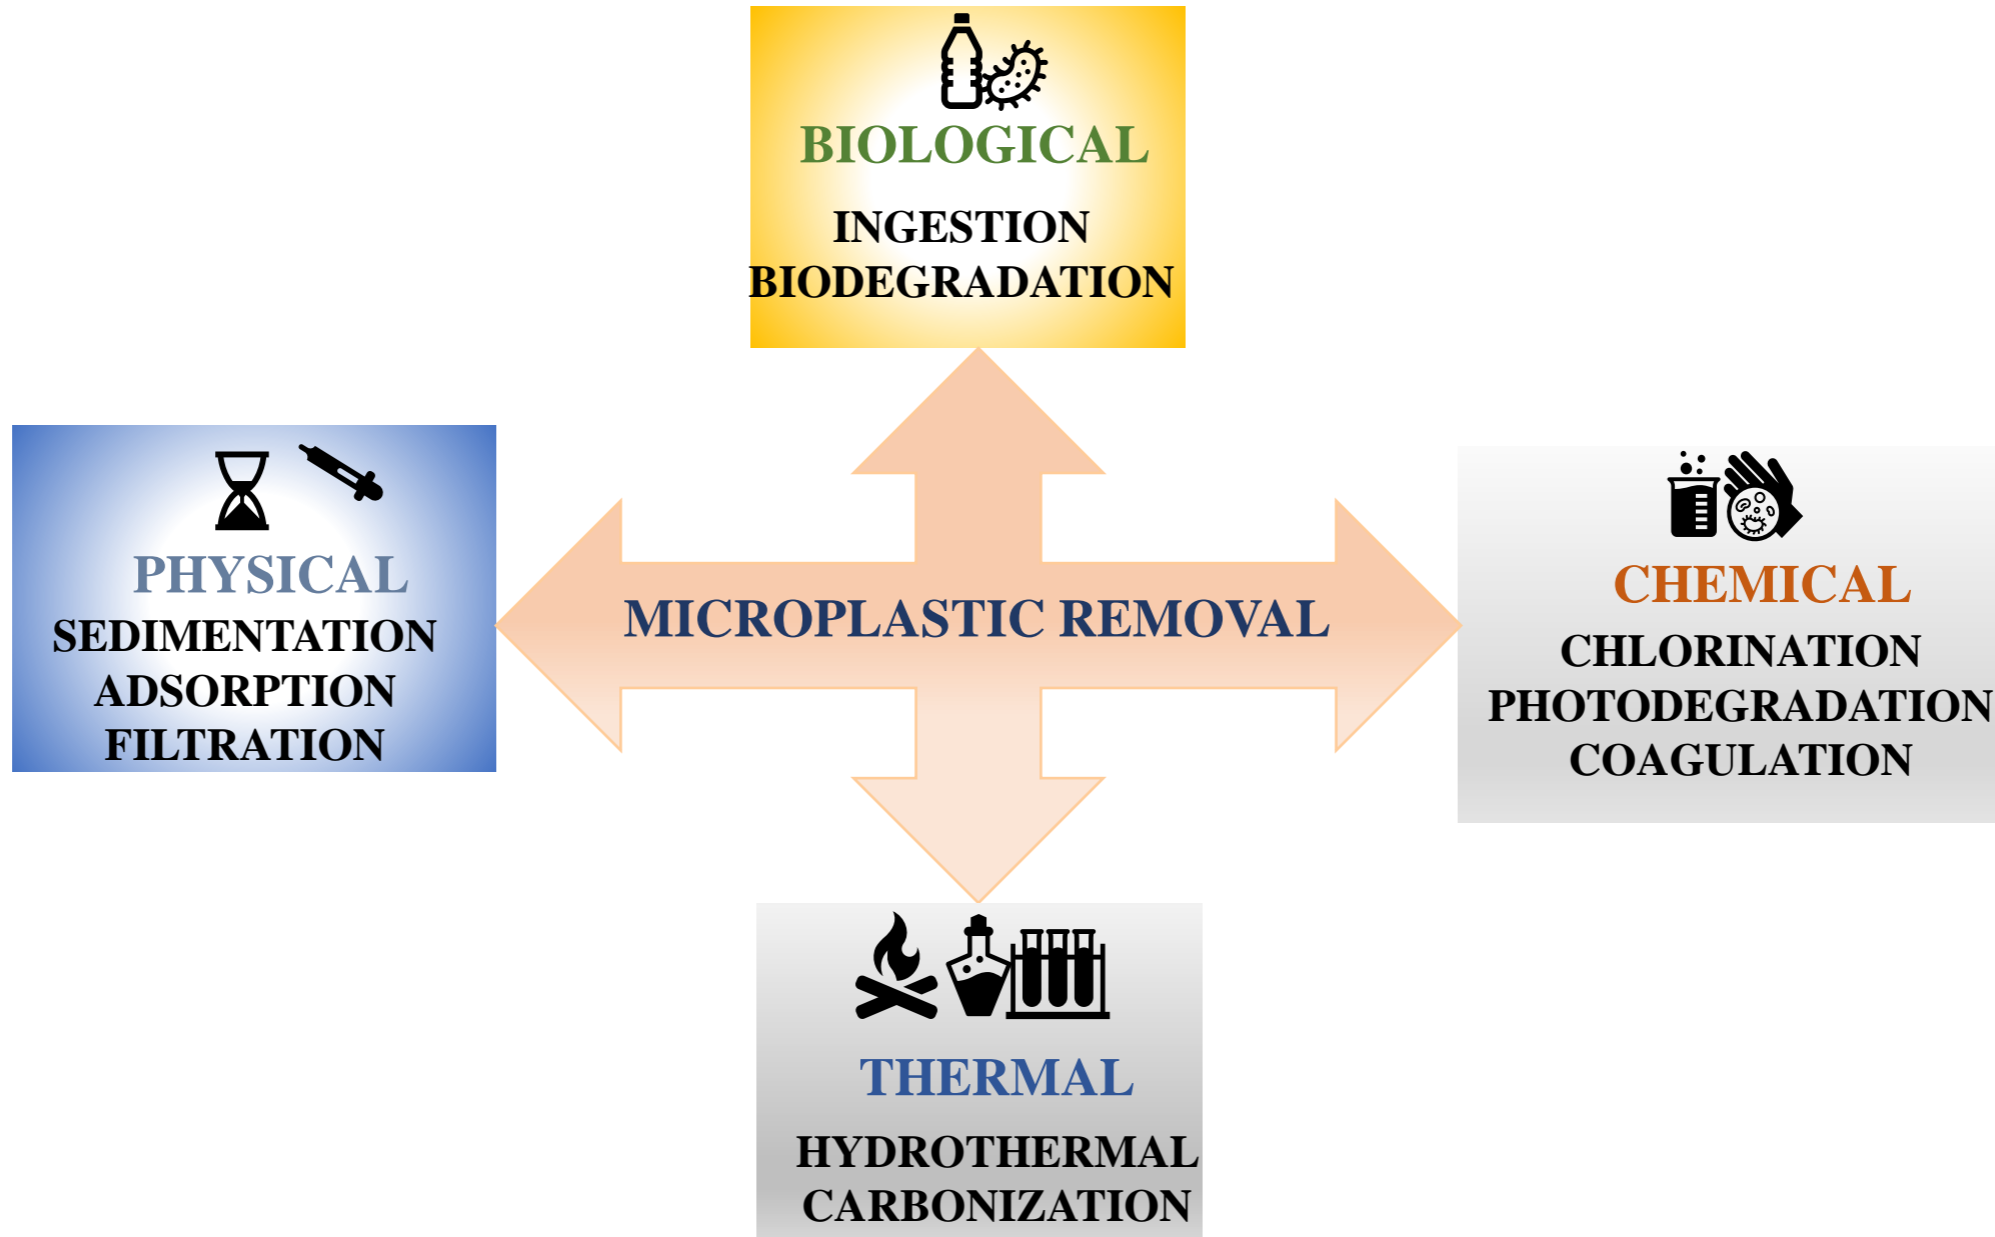 BIOLOGICAL
INGESTION
BIODEGRADATION
PHYSICAL
SEDIMENTATION
ADSORPTION
FILTRATION
MICROPLASTIC REMOVAL
CHEMICAL
CHLORINATION
PHOTODEGRADATION
COAGULATION
THERMAL
HYDROTHERMAL
CARBONIZATION